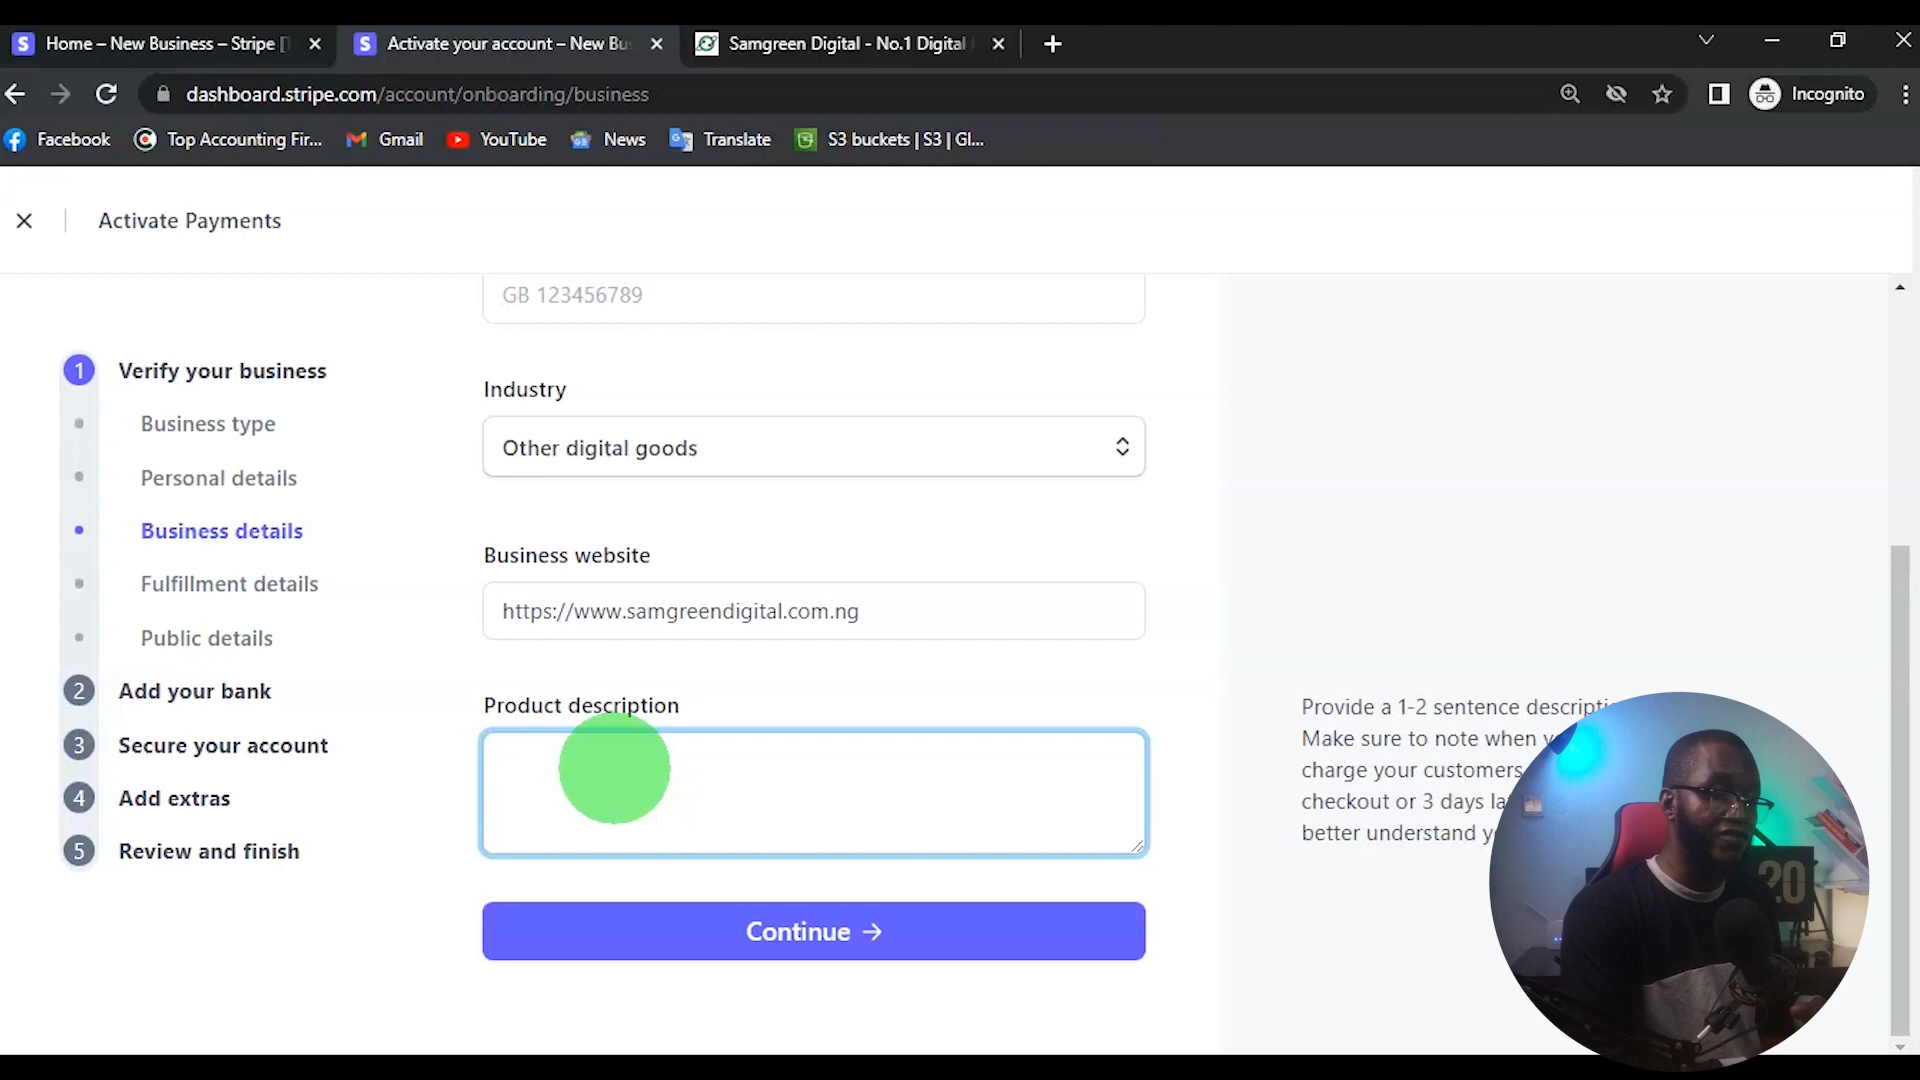 Home – New Business – Stripe [
Activate your account – New Bu
Samgreen Digital - No.1 Digital
dashboard.stripe.com/account/onboarding/business
Incognito
Facebook
Top Accounting Fir...
Gmail
YouTube
News
Translate
S3 buckets | S3 | Gl...
Activate Payments
GB 123456789
1 Verify your business
Business type
Personal details
Business details
Fulfillment details
Public details
2 Add your bank
3 Secure your account
4 Add extras
5 Review and finish
Industry
Other digital goods
Business website
https://www.samgreendigital.com.ng
Product description
Continue →
Provide a 1-2 sentence
Make sure to note when
charge your customers
checkout or 3 days
better understand
20